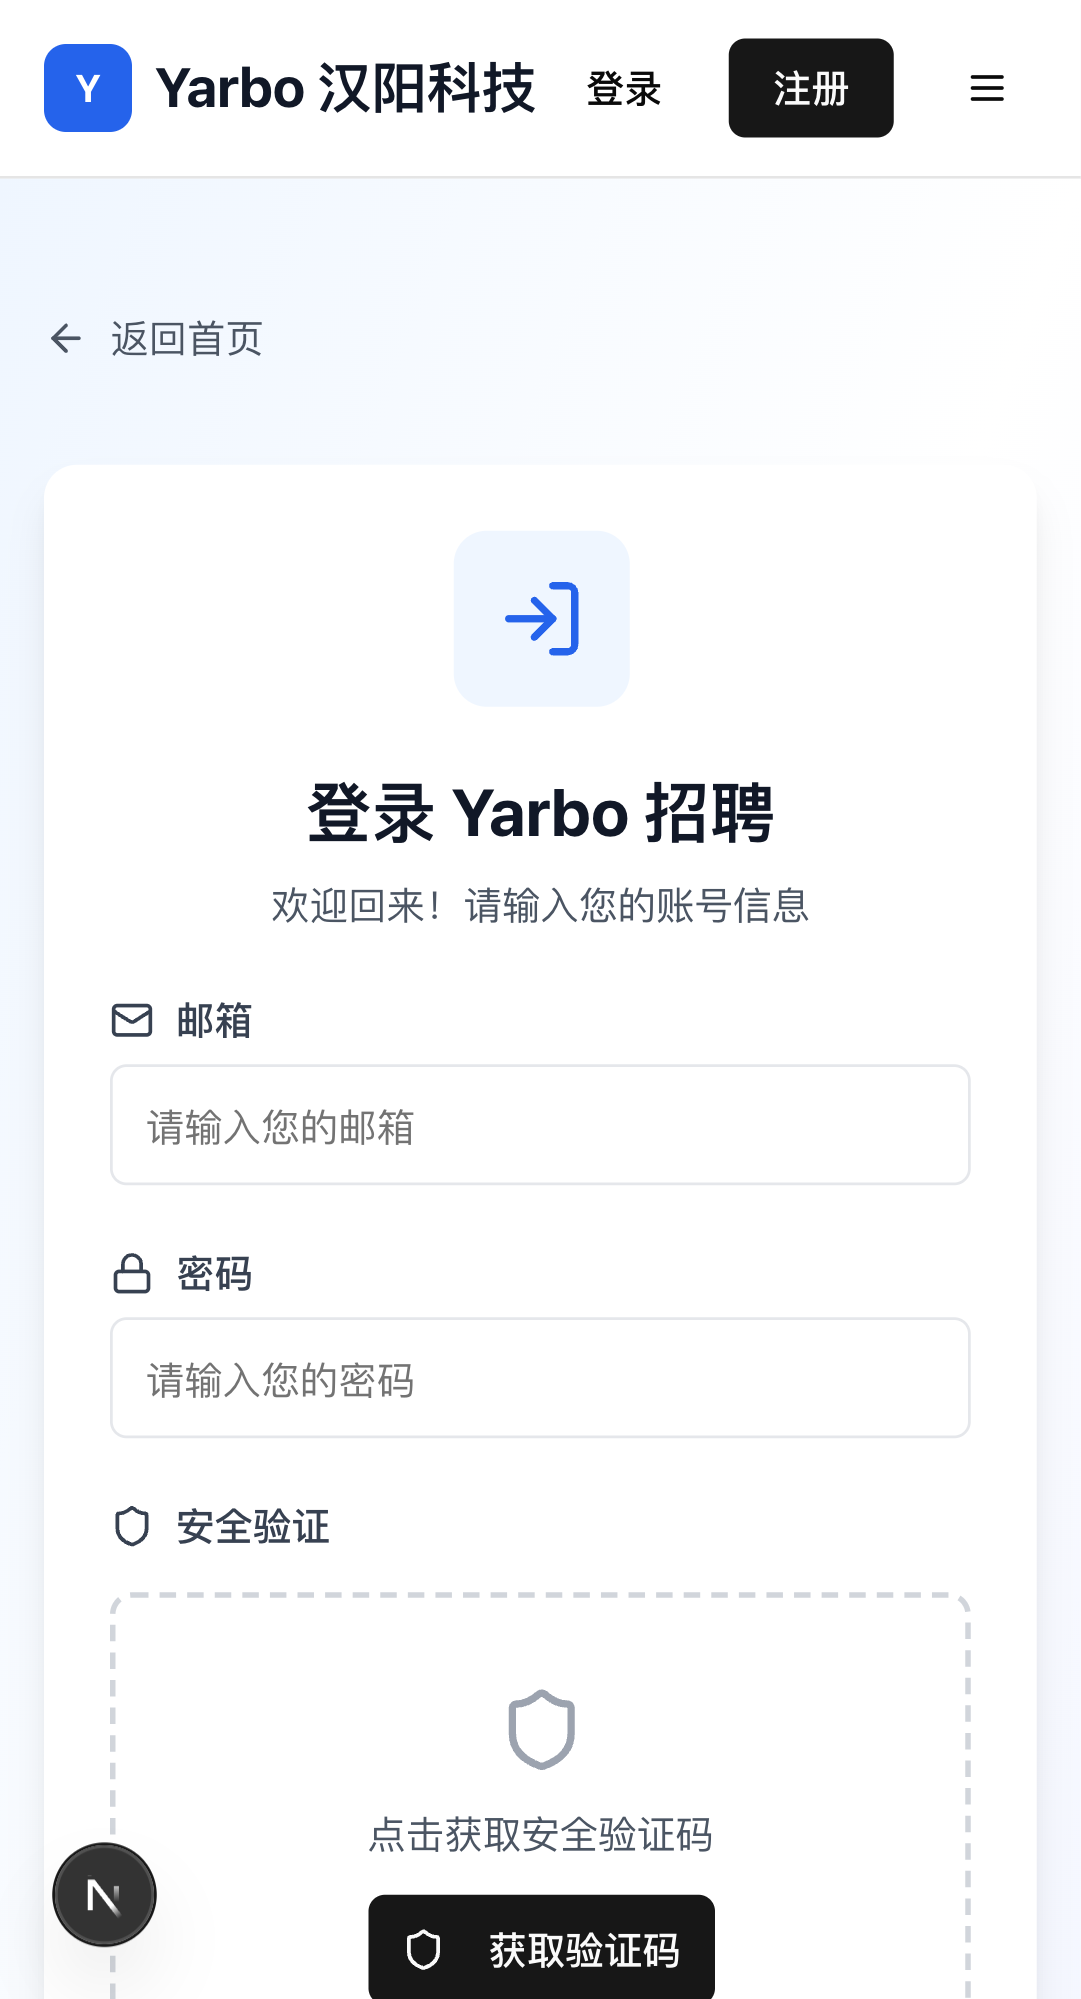 Y Yarbo 汉阳科技 登录 注册
返回首页
登录 Yarbo 招聘
欢迎回来！请输入您的账号信息
邮箱
请输入您的邮箱
密码
请输入您的密码
安全验证
点击获取安全验证码
N
获取验证码